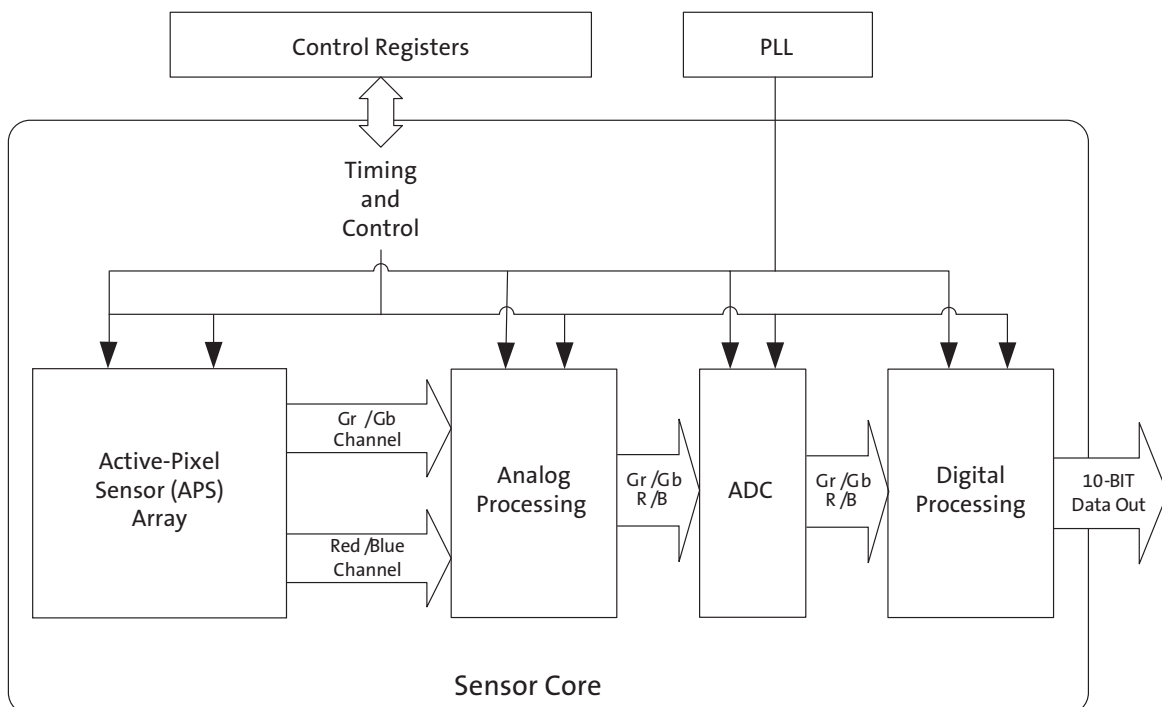 Control Registers
PLL
Timing
and
Control
Active-Pixel
Sensor (APS)
Array
Gr /Gb
Channel
Red /Blue
Channel
Analog
Processing
Gr /Gb
R /B
ADC
Gr /Gb
R /B
Digital
Processing
10-BIT
Data Out
Sensor Core